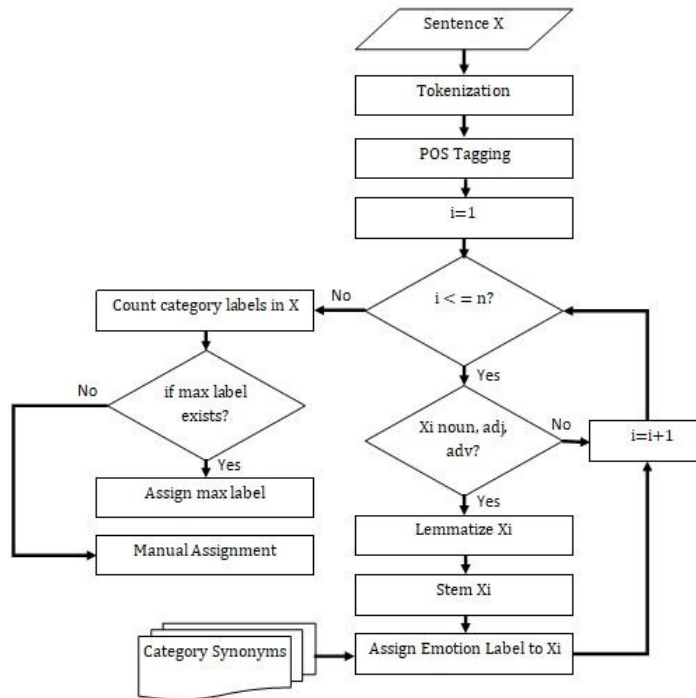 Sentence X
Tokenization
POS Tagging
i=1
i < = n?
No
Count category labels in X
Yes
if max label
exists?
No
Yes
Assign max label
Manual Assignment
Xi noun, adj,
adv?
No
i=i+1
Yes
Lemmatize Xi
Stem Xi
Category Synonyms
Assign Emotion Label to Xi